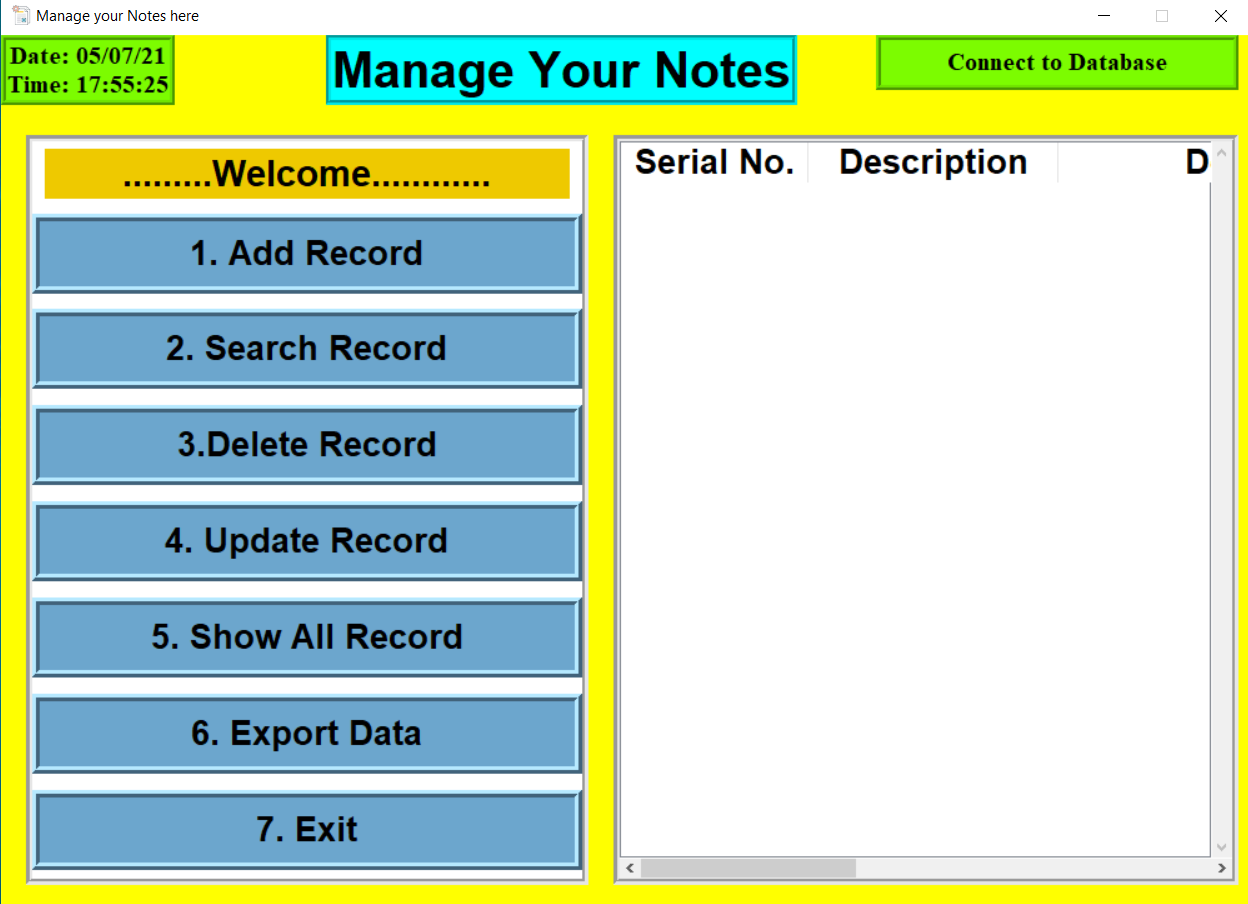 Manage your Notes here
Date: 05/07/21
Time: 17:55:25
Manage Your Notes
Connect to Database
.........Welcome............
1. Add Record
2. Search Record
3.Delete Record
4. Update Record
5. Show All Record
6. Export Data
7. Exit
Serial No. Description D